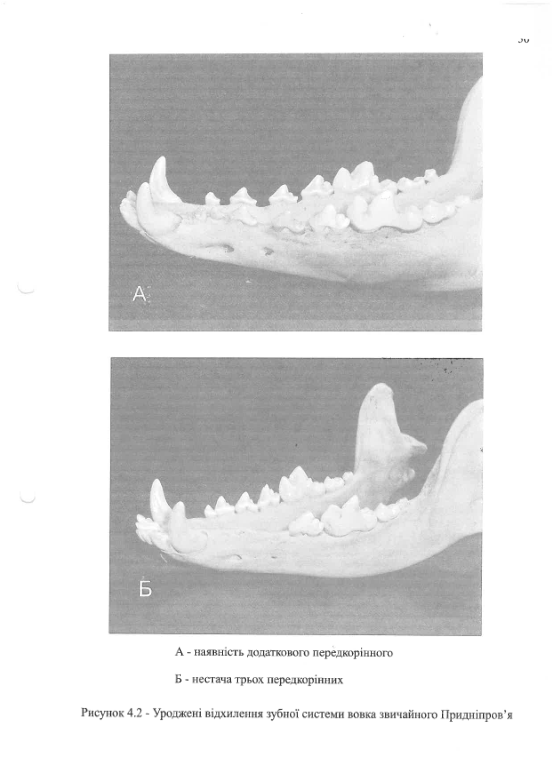 А
Б
А - наявність додаткового передкорінного
Б - нестача трьох передкорінних
Рисунок 4.2 - Уроджені відхилення зубної системи вовка звичайного Придніпров’я